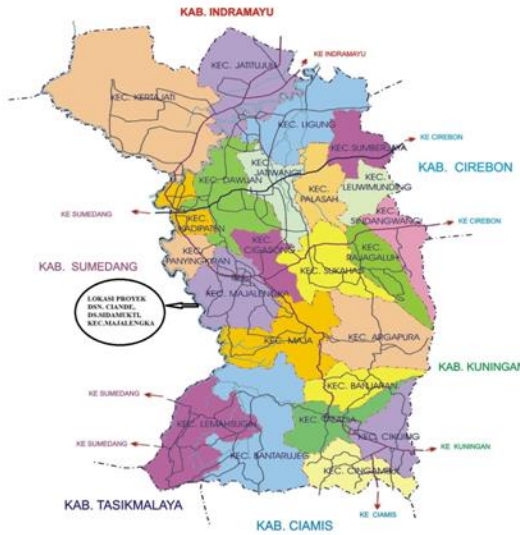 KAB. INDRAMAYU
KEC. JATITUJUH
KE INDRAMAYU
KEC. KERTAJATI
KEC. LIGUNG
KE CIREBON
KEC. SUMBERJAYA
KEC. JATIWANGI
KAB. CIREBON
KEC. DAWUAN
KEC. PALASAH
KEC. LEUWIMUNDING
KE SUMEDANG
KEC. KADIPATEN
KEC. SINDANGWANGI
KE CIREBON
KEC. CIGASONG
KEC. RAJAGALUH
KEC. PANYINGKIRAN
KEC. SUKAHAJI
KAB. SUMEDANG
KEC. MAJALENGKA
LOKASI PROYEK
DSN. CIANDE,
DS.SIDAMUKTI,
KEC.MAJALENGKA
KEC. MAJA
KEC. ARGAPURA
KAB. KUNINGAN
KE SUMEDANG
KEC. BANJARAN
KEC. LEMAHSUGIH
KEC.
KEC. CIKIJING
KE SUMEDANG
KE KUNINGAN
KEC. BANTARUJEG
KEC. CINGAMBUL
KAB. TASIKMALAYA
KE CIAMIS
KAB. CIAMIS